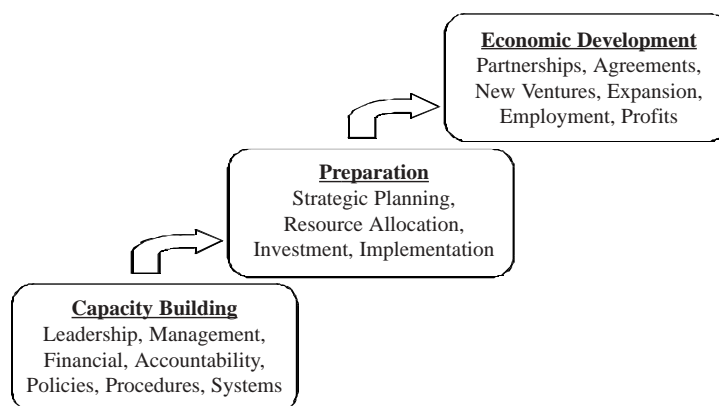 Economic Development
Partnerships, Agreements,
New Ventures, Expansion,
Employment, Profits
Preparation
Strategic Planning,
Resource Allocation,
Investment, Implementation
Capacity Building
Leadership, Management,
Financial, Accountability,
Policies, Procedures, Systems